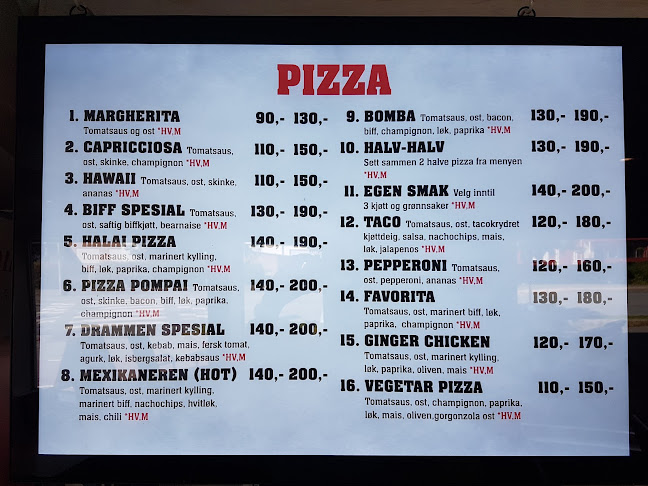 PIZZA
1. MARGHERITA 90,- 130,-
Tomatsaus og ost *HV,M
2. CAPRICCIOSA Tomatsaus, 110,- 150,-
ost, skinke, champignon *HV,M
3. HAWAII Tomatsaus, ost, skinke, 110,- 150,-
ananas *HV,M
4. BIFF SPESIAL Tomatsaus, 130,- 190,-
ost, saftig biffkjøtt, bearnaise *HV,M
5. HALAL PIZZA 140,- 190,-
Tomatsaus, ost, marinert kylling,
biff, løk, paprika, champignon *HV,M
6. PIZZA POMPAI 140,- 200,-
Tomatsaus,
ost, skinke, bacon, biff, løk, paprika,
champignon *HV,M
7. DRAMMEN SPESIAL 140,- 200,-
Tomatsaus, ost, kebab, mais, fersk tomat,
agurk, løk, isbergsalat, kebabsaus *HV,M
8. MEXIKANEREN (HOT) 140,- 200,-
Tomatsaus, ost, marinert kylling,
marinert biff, nachochips, hvitløk,
mais, chili *HV,M
9. BOMBA Tomatsaus, ost, bacon, 130,- 190,-
biff, champignon, løk, paprika *HV,M
10. HALV-HALV 130,- 190,-
Sett sammen 2 halve pizza fra menyen
*HV,M
11. EGEN SMAK Velg inntil 140,- 200,-
3 kjøtt og grønnsaker *HV,M
12. TACO Tomatsaus, ost, tacokrydret 120,- 180,-
kjøttdeig, salsa, nachochips, mais,
løk, jalapenos *HV,M
13. PEPPERONI Tomatsaus, 120,- 160,-
ost, pepperoni, ananas *HV,M
14. FAVORITA 130,- 180,-
Tomatsaus, ost, marinert biff, løk,
paprika, champignon *HV,M
15. GINGER CHICKEN 120,- 170,-
Tomatsaus, ost, marinert kylling,
løk, paprika, oliven, mais *HV,M
16. VEGETAR PIZZA 110,- 150,-
Tomatsaus, ost, champignon, paprika,
løk, mais, oliven,gorgonzola ost *HV,M